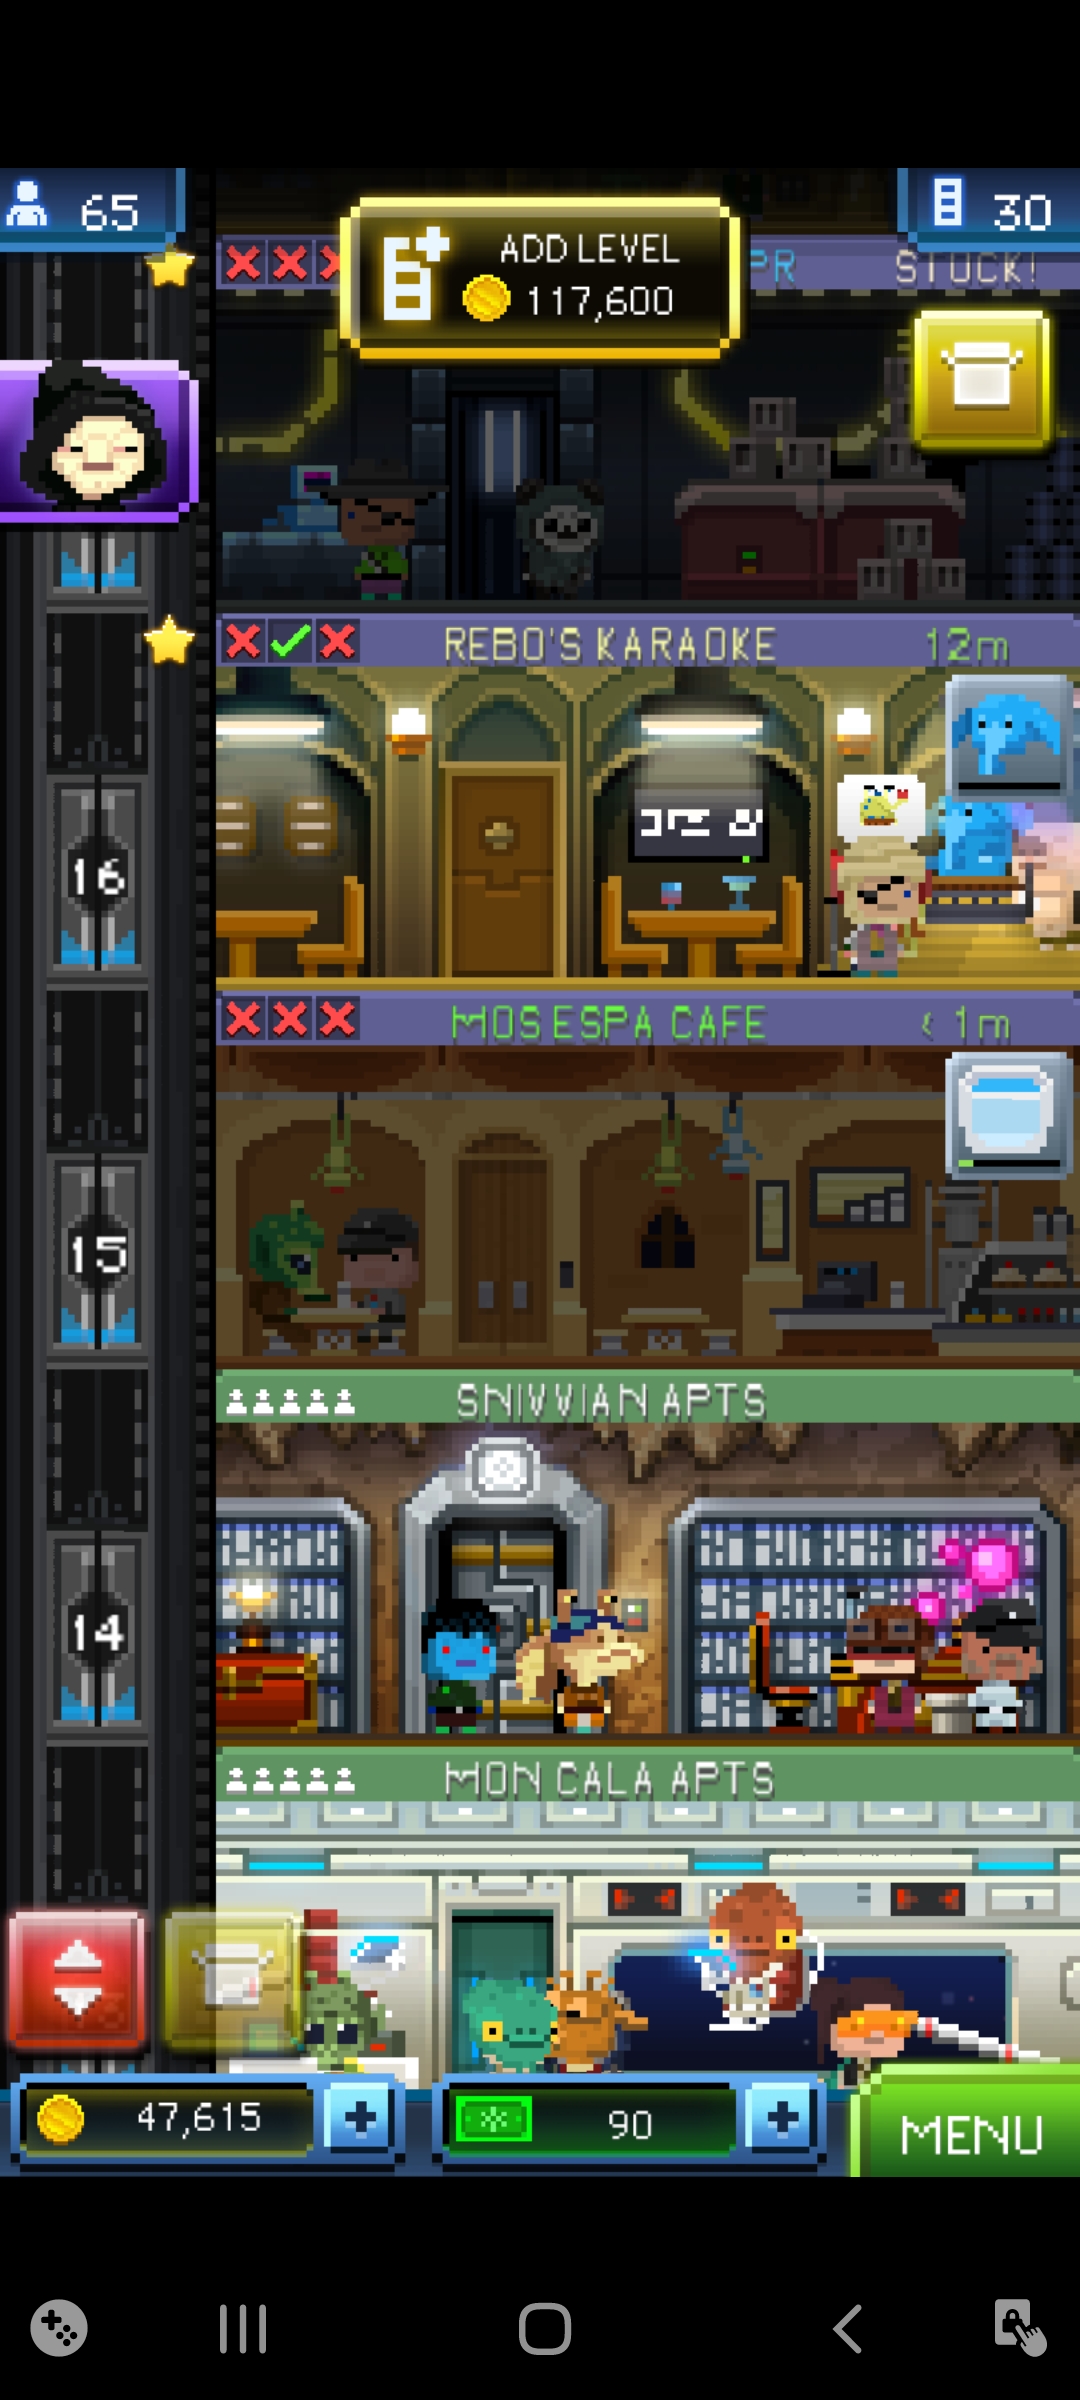 65
ADD LEVEL
117,600
30
PR
STUCK!
REBO'S KARAOKE
12m
16
MOS ESPA CAFE
< 1m
15
SNIVVIAN APTS
14
MON CALA APTS
47,615
90
MENU